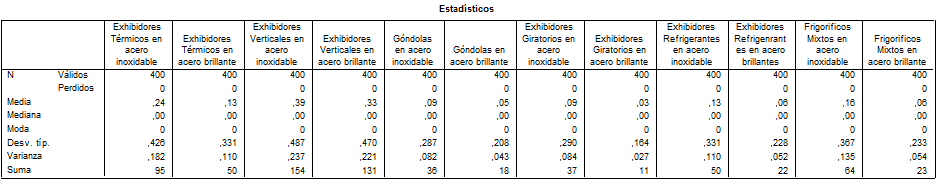 Estadísticos
Exhibidores Térmicos en acero inoxidable Exhibidores Térmicos en acero brillante Exhibidores Verticales en acero inoxidable Exhibidores Verticales en acero brillante Góndolas en acero inoxidable Góndolas en acero brillante Exhibidores Giratorios en acero inoxidable Exhibidores Giratorios en acero brillante Exhibidores Refrigerantes en acero inoxidable Exhibidores Refrigenrantes en acero brillantes Frigorificos Mixtos en acero inoxidable Frigorificos Mixtos en acero brillante
N Válidos 400 400 400 400 400 400 400 400 400 400 400 400
Perdidos 0 0 0 0 0 0 0 0 0 0 0 0
Media ,24 ,13 ,39 ,33 ,09 ,05 ,09 ,03 ,13 ,06 ,16 ,06
Mediana ,00 ,00 ,00 ,00 ,00 ,00 ,00 ,00 ,00 ,00 ,00 ,00
Moda 0 0 0 0 0 0 0 0 0 0 0 0
Desv. típ. ,426 ,331 ,487 ,470 ,287 ,208 ,290 ,164 ,331 ,228 ,367 ,233
Varianza ,182 ,110 ,237 ,221 ,082 ,043 ,084 ,027 ,110 ,052 ,135 ,054
Suma 95 50 154 131 36 18 37 11 50 22 64 23